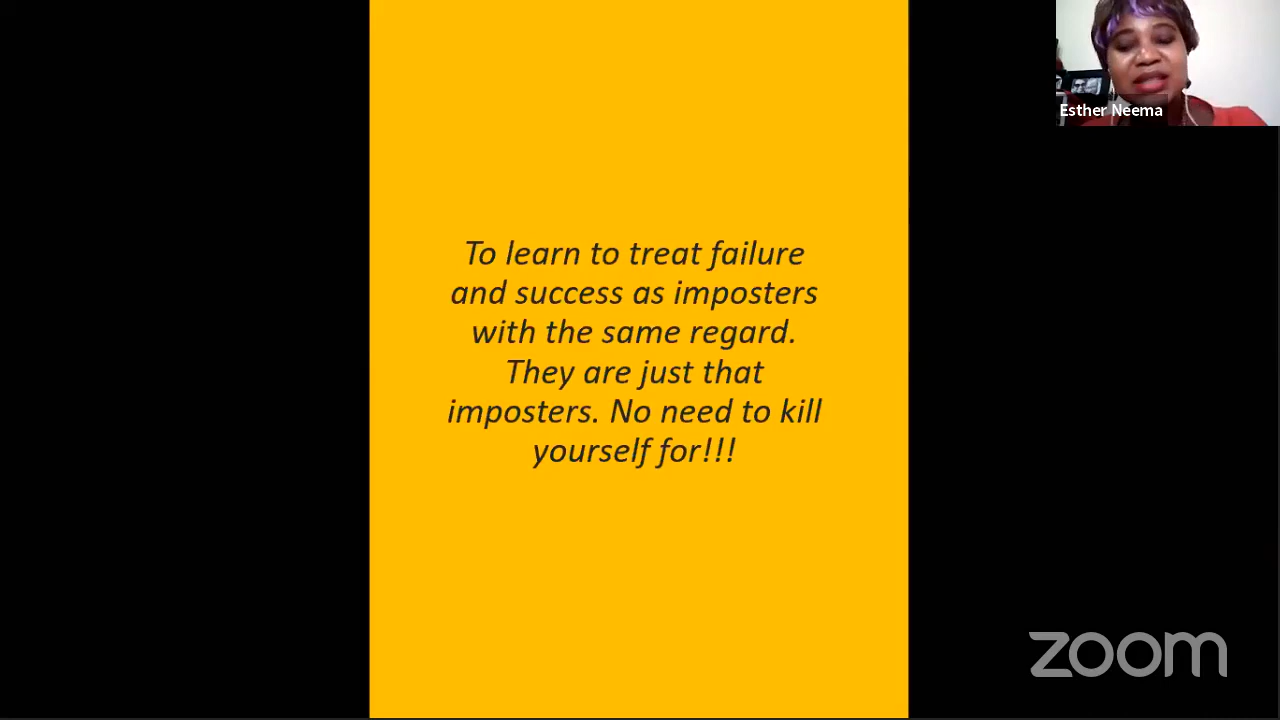 Esther Neema
To learn to treat failure
and success as imposters
with the same regard.
They are just that
imposters. No need to kill
yourself for!!!
zoom